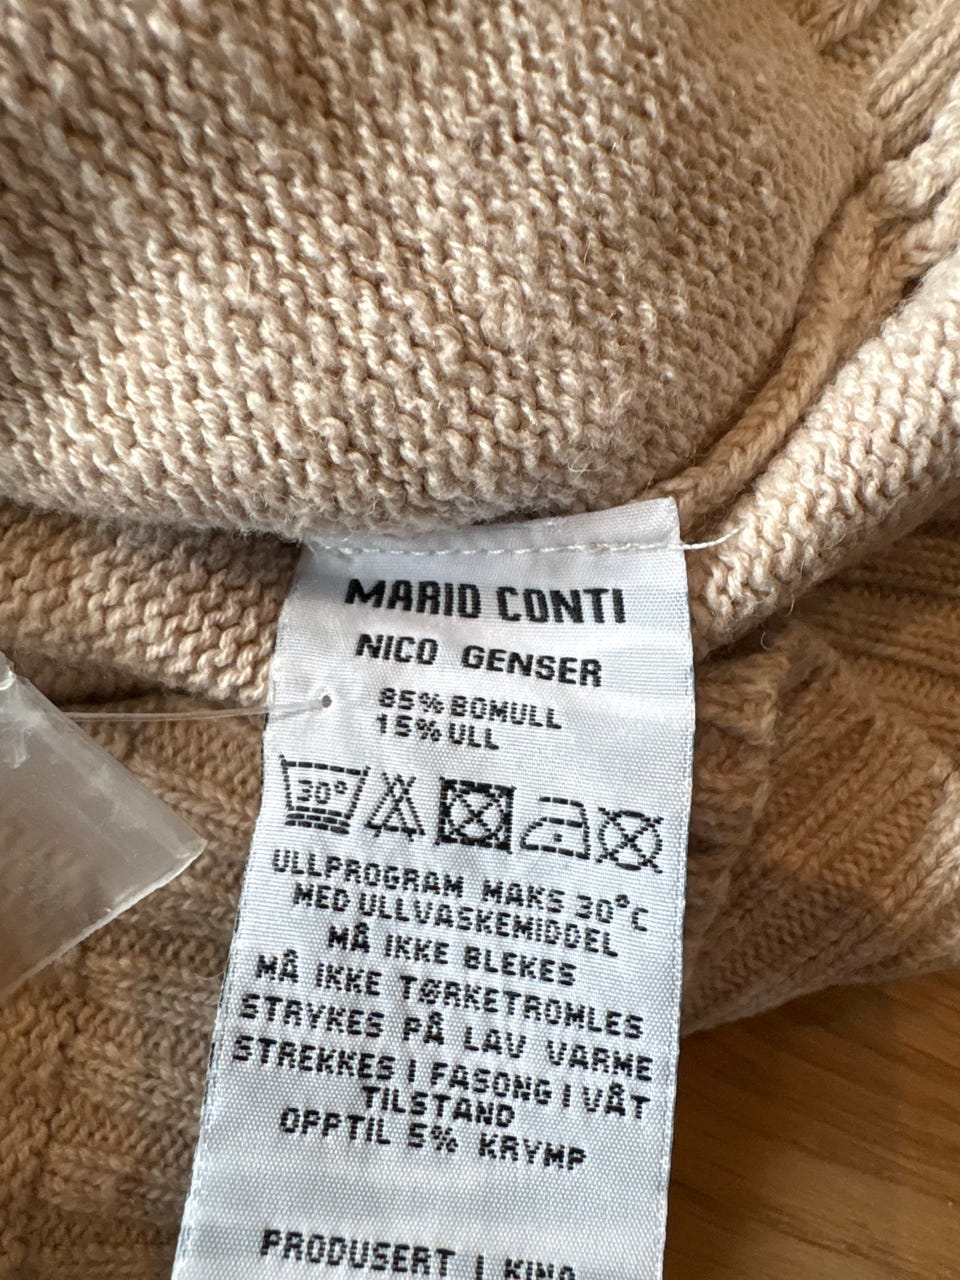 MARIO CONTI
NICO GENSER
85% BOMULL
15% ULL
30°
ULLPROGRAM MAKS 30°C
MED ULLVASKEMIDDEL
MÅ IKKE BLEKES
MÅ IKKE TØRKETROMLES
STRYKES PÅ LAV VARME
STREKKES I FASONG I VÅT
TILSTAND
OPPTIL 5% KRYMP
PRODUSERT I KINA